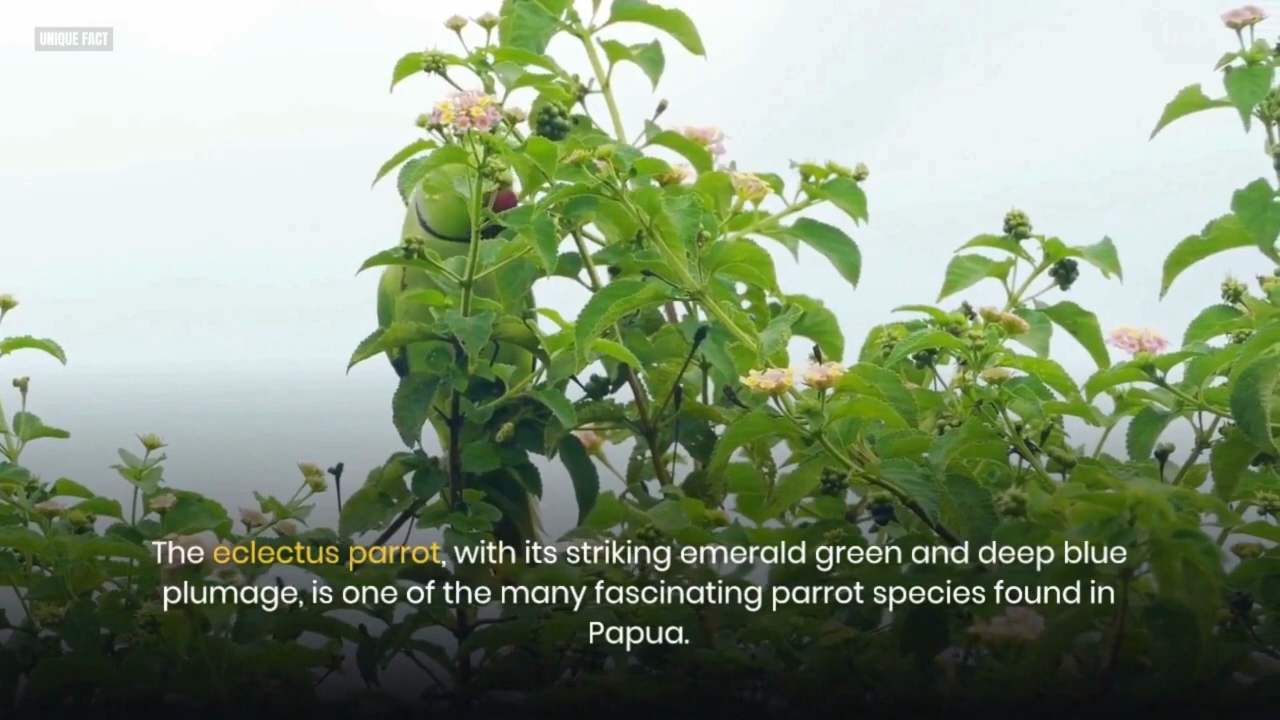 UNIQUE FACT
The eclectus parrot, with its striking emerald green and deep blue
plumage, is one of the many fascinating parrot species found in
Papua.